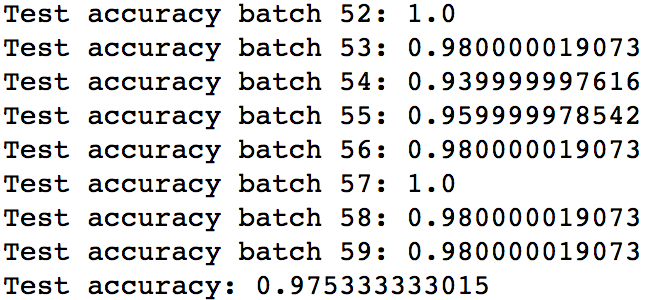 Test accuracy batch 52: 1.0
Test accuracy batch 53: 0.980000019073
Test accuracy batch 54: 0.939999997616
Test accuracy batch 55: 0.959999978542
Test accuracy batch 56: 0.980000019073
Test accuracy batch 57: 1.0
Test accuracy batch 58: 0.980000019073
Test accuracy batch 59: 0.980000019073
Test accuracy: 0.975333333015